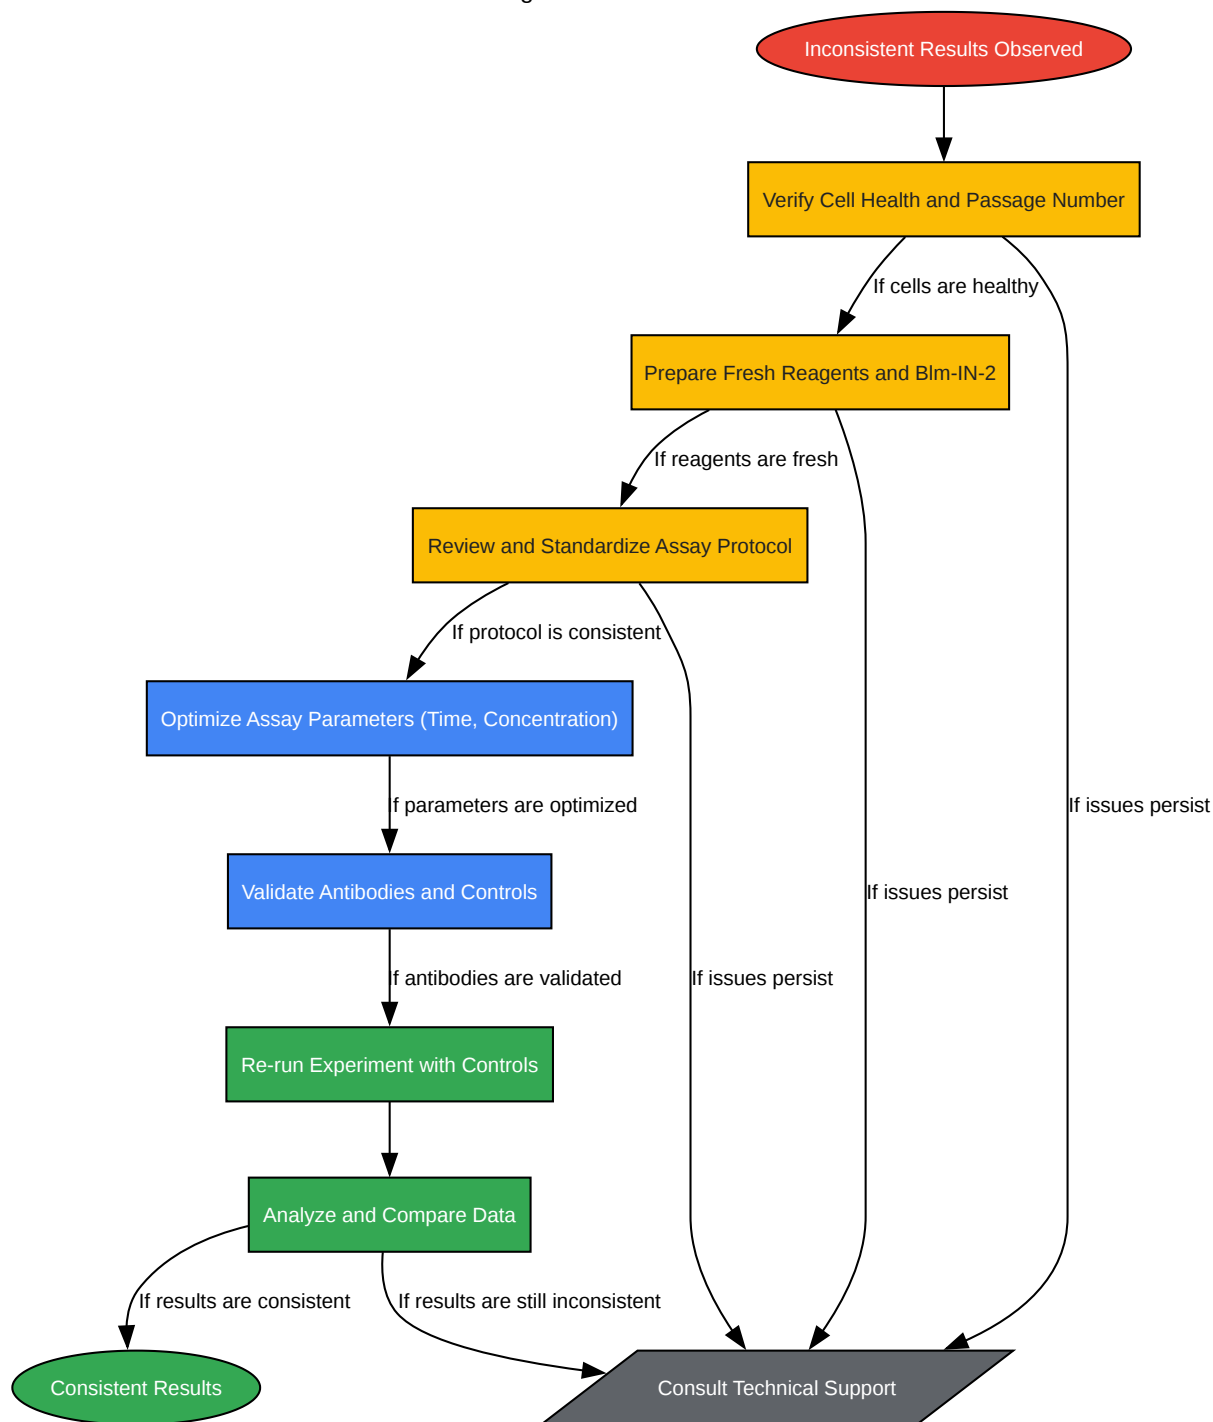 Inconsistent Results Observed
Verify Cell Health and Passage Number
If cells are healthy
Prepare Fresh Reagents and Blm-IN-2
If reagents are fresh
Review and Standardize Assay Protocol
If protocol is consistent
Optimize Assay Parameters (Time, Concentration)
If parameters are optimized
If issues persist
Validate Antibodies and Controls
If issues persist
If antibodies are validated
If issues persist
Re-run Experiment with Controls
Analyze and Compare Data
If results are consistent
If results are still inconsistent
Consistent Results
Consult Technical Support